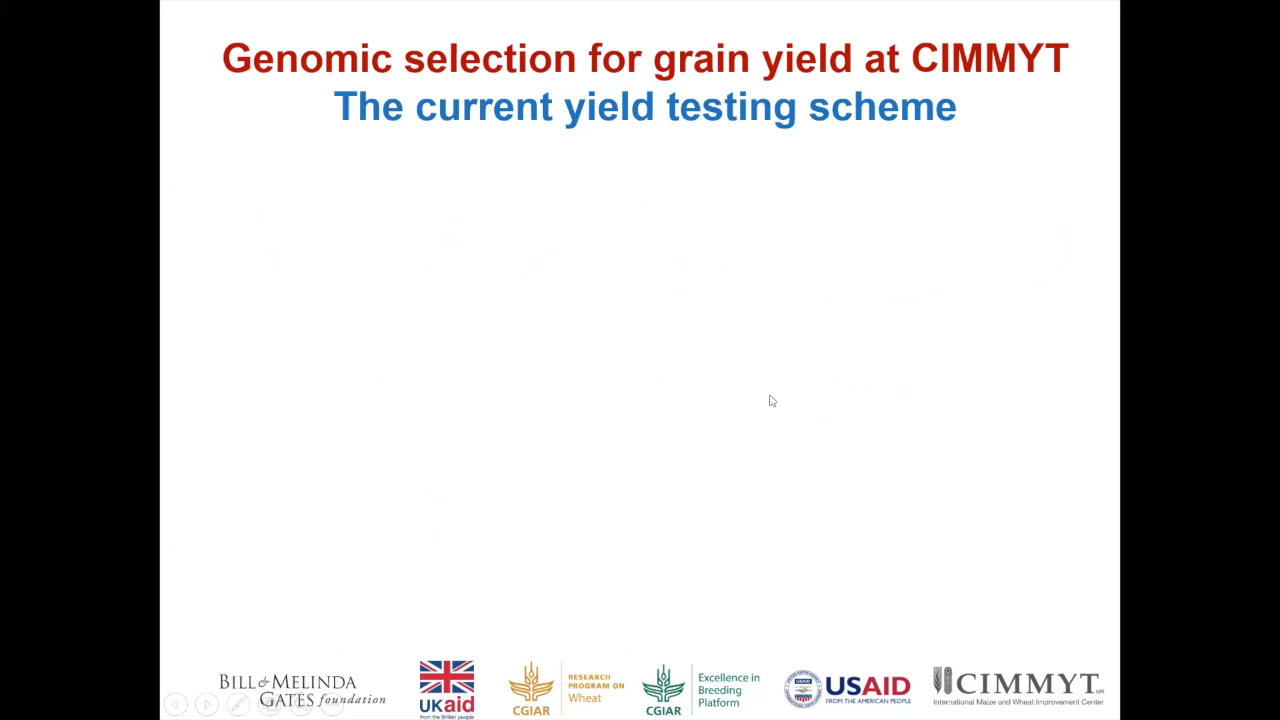 Genomic selection for grain yield at CIMMYT
The current yield testing scheme
BILL & MELINDA
GATES foundation
UKaid
from the British people
CGIAR
RESEARCH
PROGRAM ON
Wheat
CGIAR
Excellence in
Breeding
Platform
USAID
FROM THE AMERICAN PEOPLE
CIMMYT
International Maize and Wheat Improvement Center